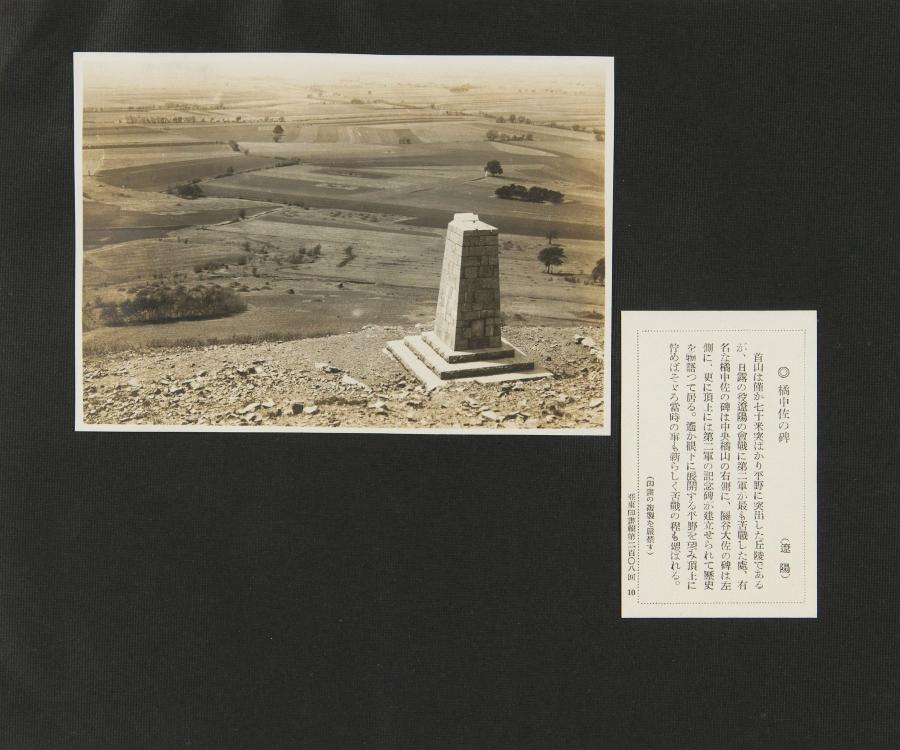 ◎ 橘中佐の碑
（遼 陽）
首山は僅か七十米突ばかり平野に突出した丘陵である
が、日露の役遼陽の會戰に第二軍が最も苦戰した處、有
名な橘中佐の碑は中央橘山の右側に、關谷大佐の碑は左
側に、更に頂上には第二軍の記念碑が建立せられて歷史
を物語つて居る。遙か眼下に展開する平野を望み頂上に
佇めばそぞろ當時の事も新らしく苦戰の程も偲ばれる。
（印畫の複製を嚴禁す）
亞東印畫輯第二百〇八回 10